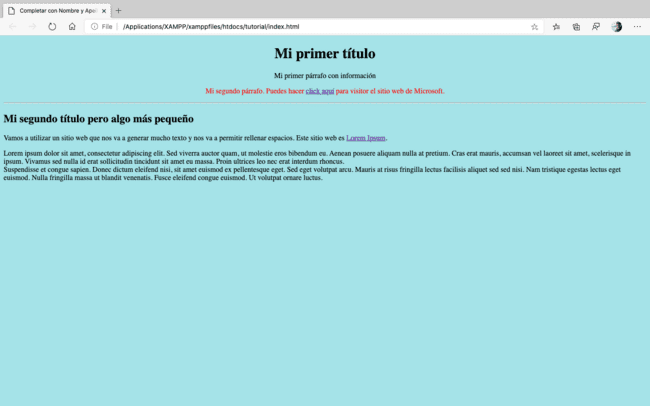 Completar con Nombre y Ape
File
/Applications/XAMPP/xamppfiles/htdocs/tutorial/index.html
Mi primer título
Mi primer párrafo con información
Mi segundo párrafo. Puedes hacer click aquí para visitor el sitio web de Microsoft.
Mi segundo título pero algo más pequeño
Vamos a utilizar un sitio web que nos va a generar mucho texto y nos va a permitir rellenar espacios. Este sitio web es Lorem Ipsum.
Lorem ipsum dolor sit amet, consectetur adipiscing elit. Sed viverra auctor quam, ut molestie eros bibendum eu. Aenean posuere aliquam nulla at pretium. Cras erat mauris, accumsan vel laoreet sit amet, scelerisque in
ipsum. Vivamus sed nulla id erat sollicitudin tincidunt sit amet eu massa. Proin ultrices leo nec erat interdum rhoncus.
Suspendisse et congue sapien. Donec dictum eleifend nisi, sit amet euismod ex pellentesque eget. Sed eget volutpat arcu. Mauris at risus fringilla lectus facilisis aliquet sed sed nisi. Nam tristique egestas lectus eget
euismod. Nulla fringilla massa ut blandit venenatis. Fusce eleifend congue euismod. Ut volutpat ornare luctus.